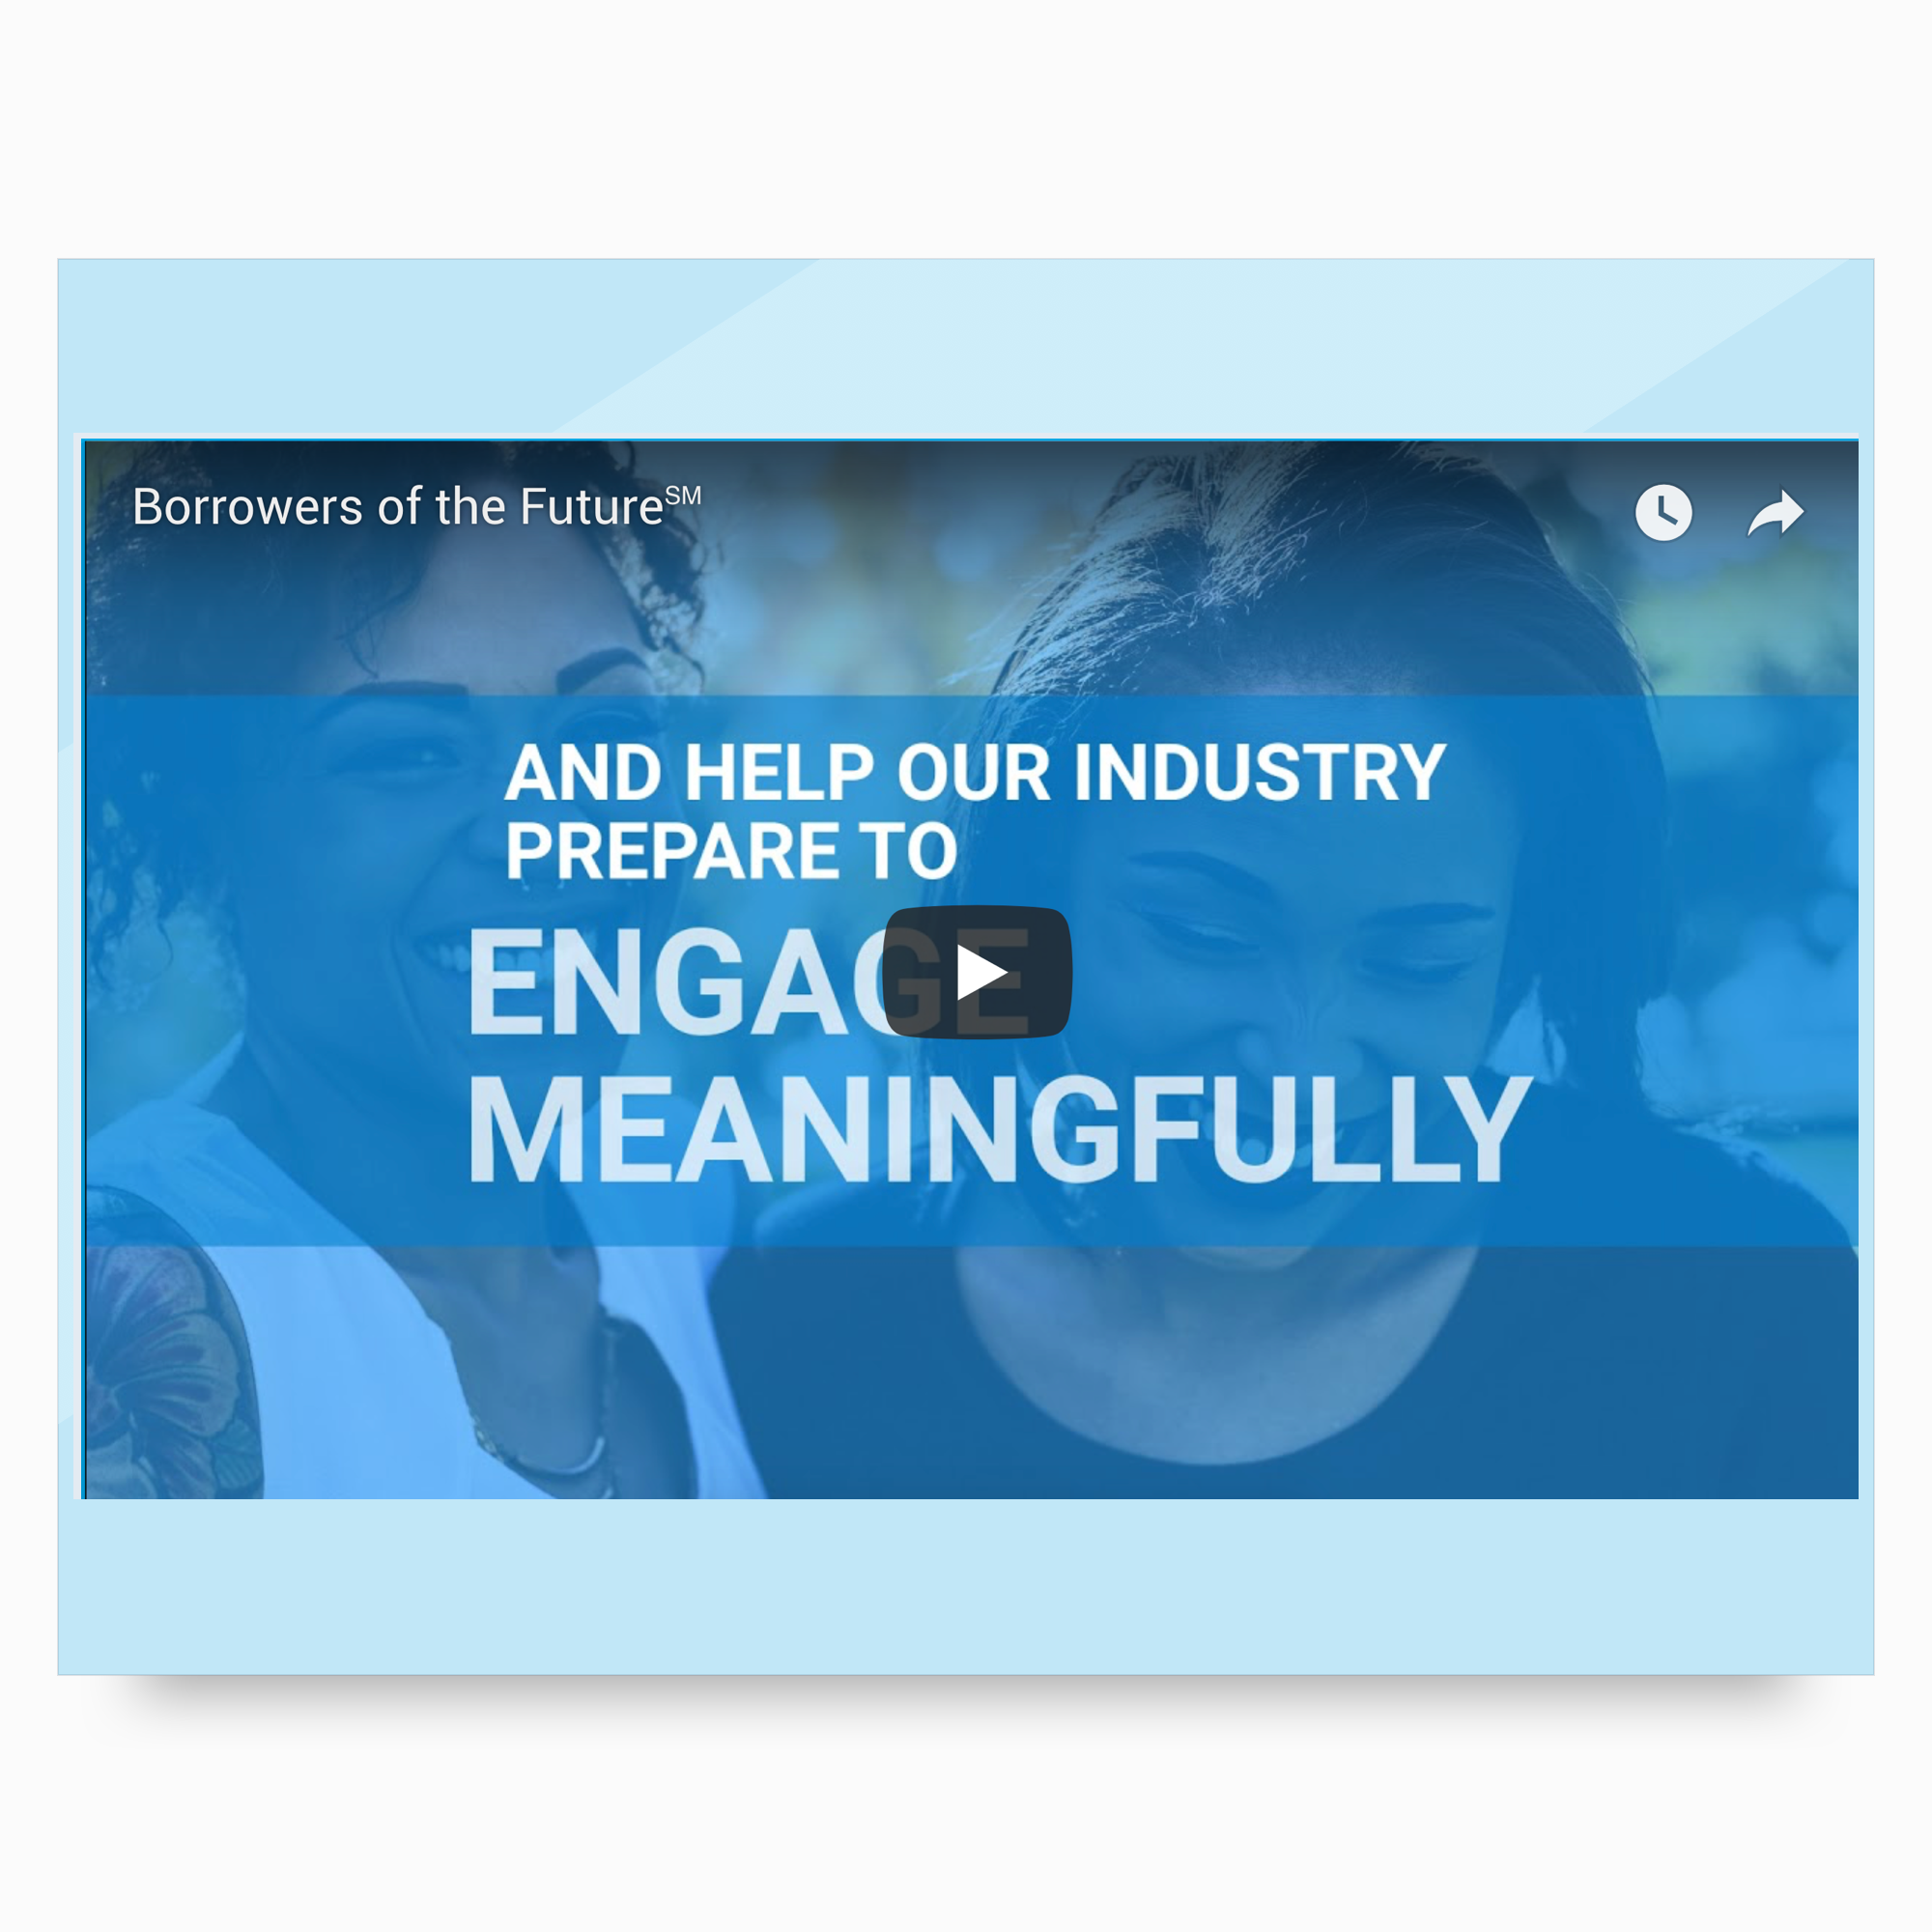 Borrowers of the Future℠
AND HELP OUR INDUSTRY
PREPARE TO
ENGAGE
MEANINGFULLY